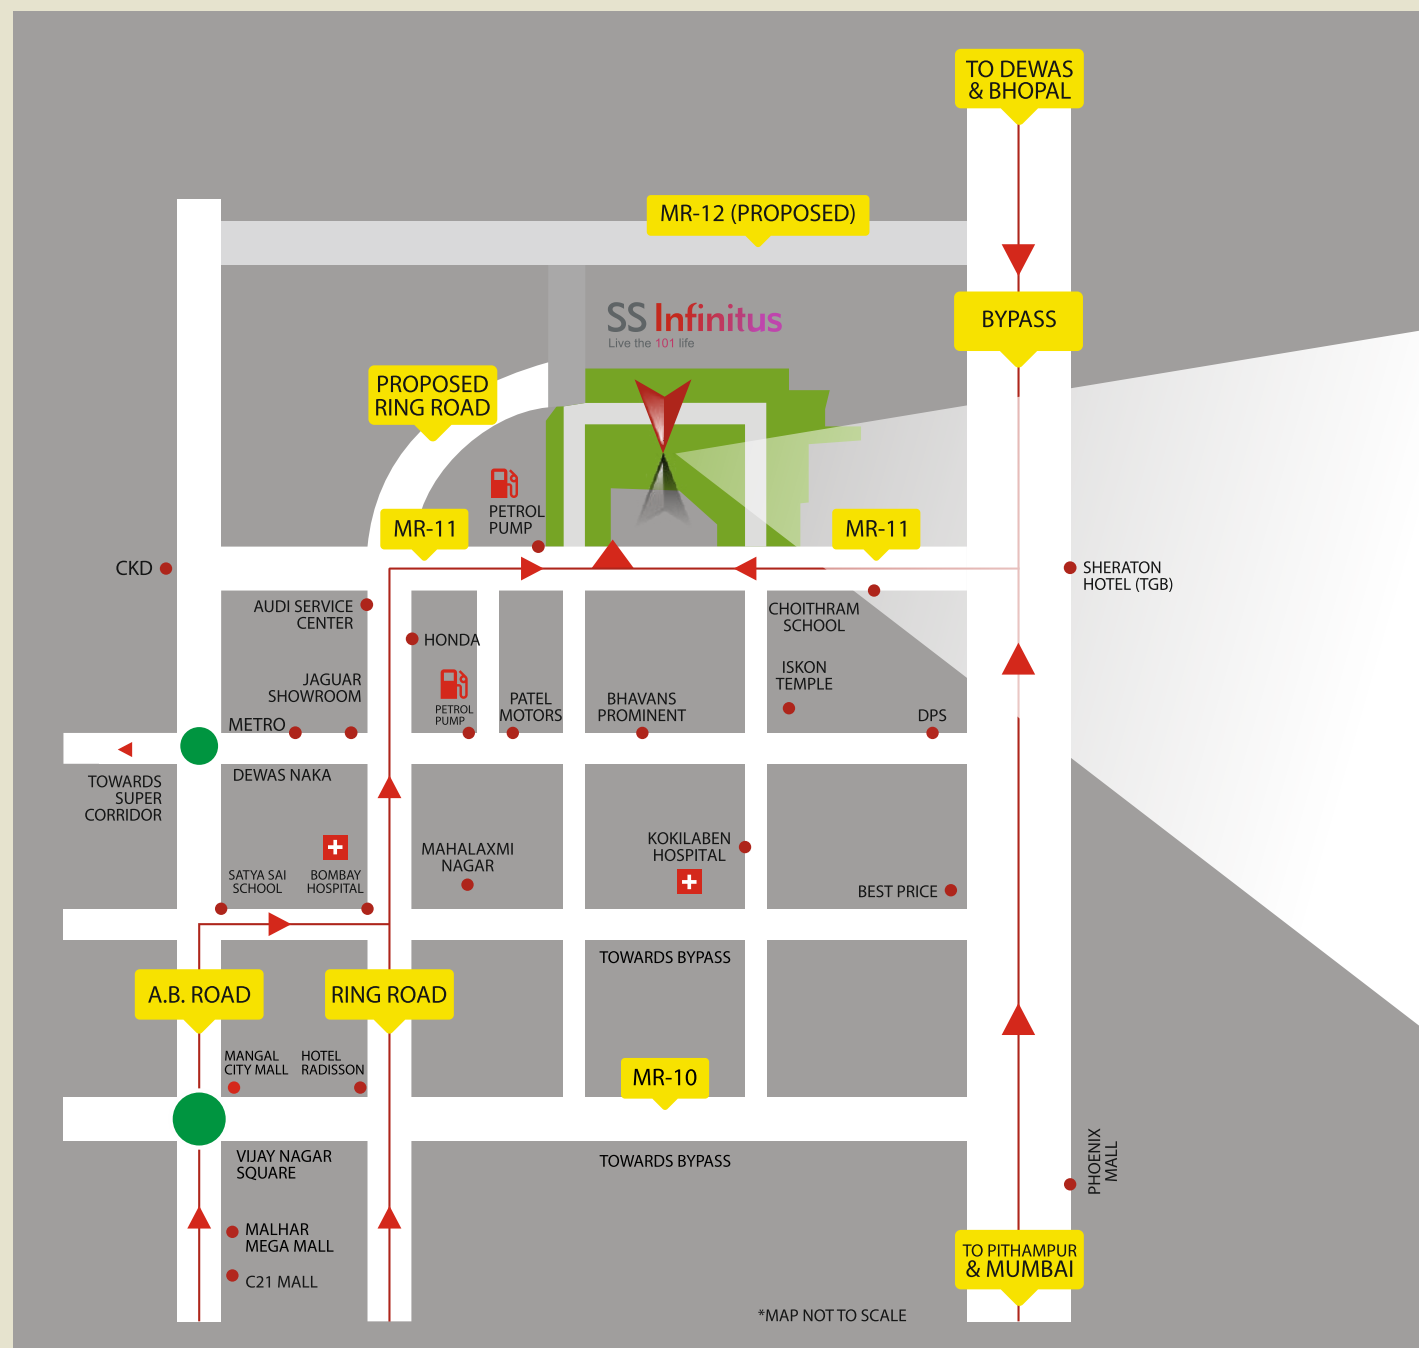 TO DEWAS
& BHOPAL
MR-12 (PROPOSED)
SS Infinitus
Live the 101 life
BYPASS
PROPOSED
RING ROAD
PETROL
PUMP
MR-11
MR-11
CKD
SHERATON
HOTEL (TGB)
AUDI SERVICE
CENTER
HONDA
CHOITHRAM
SCHOOL
JAGUAR
SHOWROOM
ISKON
TEMPLE
METRO
PETROL
PUMP
PATEL
MOTORS
BHAVANS
PROMINENT
DPS
TOWARDS
SUPER
CORRIDOR
DEWAS NAKA
MAHALAXMI
NAGAR
KOKILABEN
HOSPITAL
SATYA SAI
SCHOOL
BOMBAY
HOSPITAL
BEST PRICE
TOWARDS BYPASS
A.B. ROAD
RING ROAD
MANGAL
CITY MALL
HOTEL
RADISSON
MR-10
VIJAY NAGAR
SQUARE
TOWARDS BYPASS
PHOENIX
MALL
MALHAR
MEGA MALL
C21 MALL
TO PITHAMPUR
& MUMBAI
*MAP NOT TO SCALE